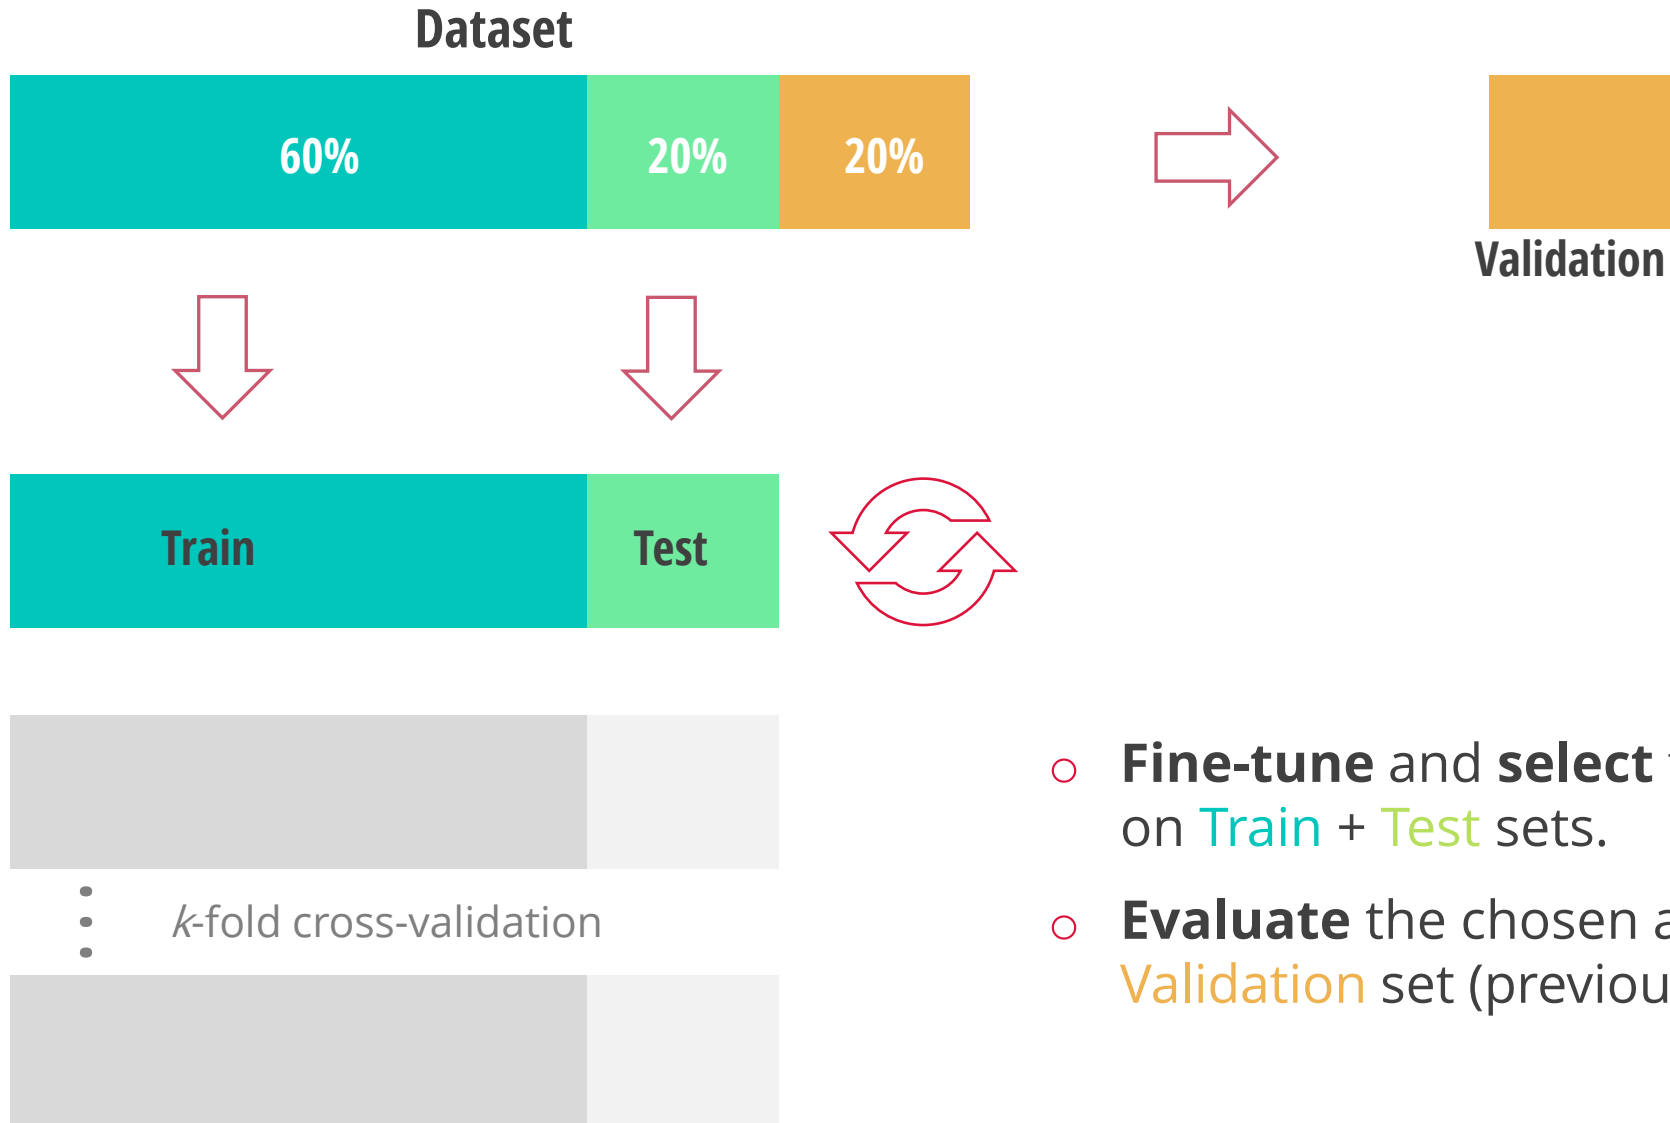 Dataset
60% 20% 20%
Validation
Train Test
k-fold cross-validation
○ Fine-tune and select
on Train + Test sets.
○ Evaluate the chosen
Validation set (previou